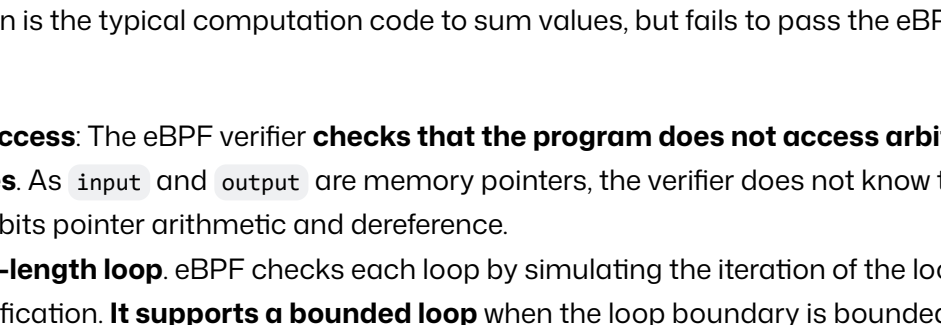 n is the typical computation code to sum values, but fails to pass the eBP
ccess: The eBPF verifier checks that the program does not access arbi
s. As input and output are memory pointers, the verifier does not know t
bits pointer arithmetic and dereference.
-length loop. eBPF checks each loop by simulating the iteration of the loo
fication. It supports a bounded loop when the loop boundary is bounded